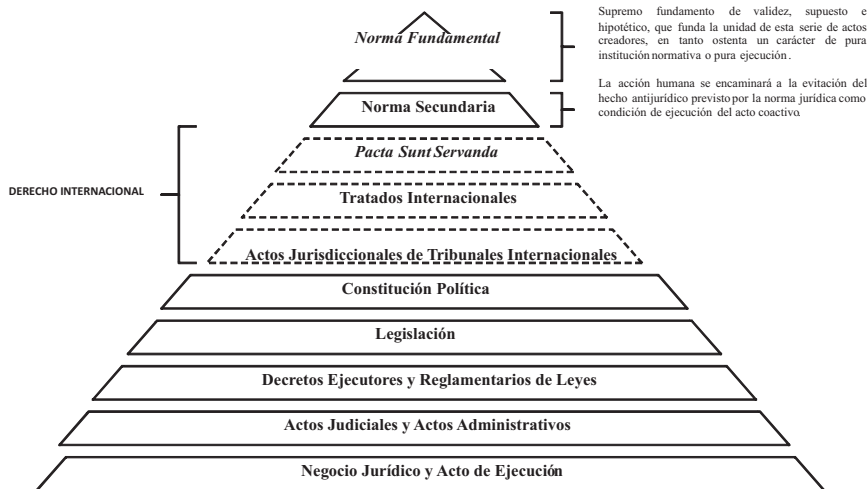 Supremo fundamento de validez, supuesto e
hipotético, que funda la unidad de esta serie de actos
creadores, en tanto ostenta un carácter de pura
institución normativa o pura ejecución.
Norma Fundamental
La acción humana se encaminará a la evitación del
hecho antijurídico previsto por la norma jurídica como
condición de ejecución del acto coactivo.
Norma Secundaria
Pacta Sunt Servanda
DERECHO INTERNACIONAL
Tratados Internacionales
Actos Jurisdiccionales de Tribunales Internacionales
Constitución Política
Legislación
Decretos Ejecutores y Reglamentarios de Leyes
Actos Judiciales y Actos Administrativos
Negocio Jurídico y Acto de Ejecución